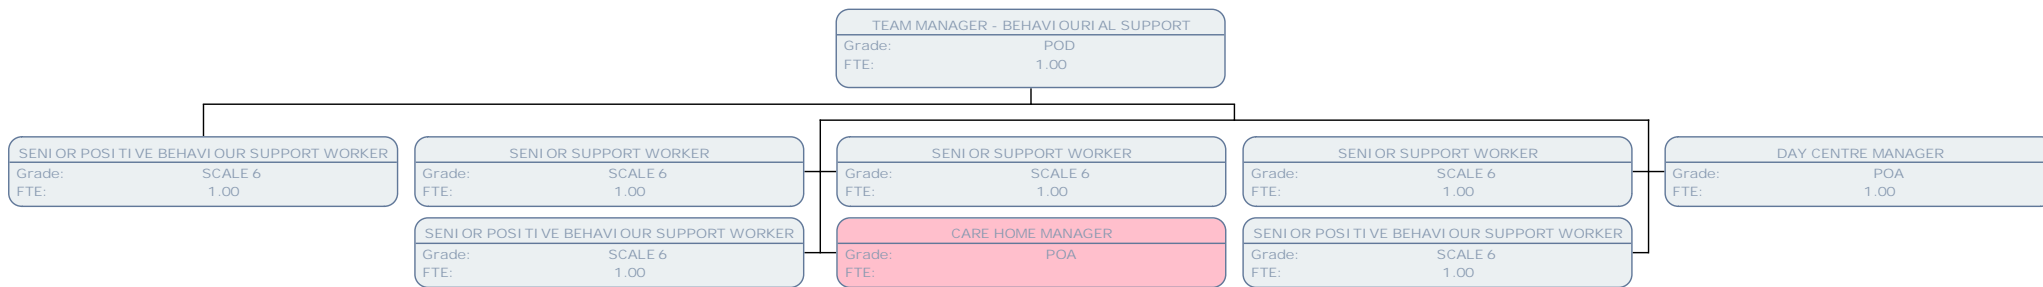 TEAM MANAGER - BEHAVIOURIAL SUPPORT
Grade: POD
FTE: 1.00
SENIOR POSITIVE BEHAVIOUR SUPPORT WORKER
Grade: SCALE 6
FTE: 1.00
SENIOR SUPPORT WORKER
Grade: SCALE 6
FTE: 1.00
SENIOR SUPPORT WORKER
Grade: SCALE 6
FTE: 1.00
SENIOR SUPPORT WORKER
Grade: SCALE 6
FTE: 1.00
DAY CENTRE MANAGER
Grade: POA
FTE: 1.00
SENIOR POSITIVE BEHAVIOUR SUPPORT WORKER
Grade: SCALE 6
FTE: 1.00
CARE HOME MANAGER
Grade: POA
FTE:
SENIOR POSITIVE BEHAVIOUR SUPPORT WORKER
Grade: SCALE 6
FTE: 1.00